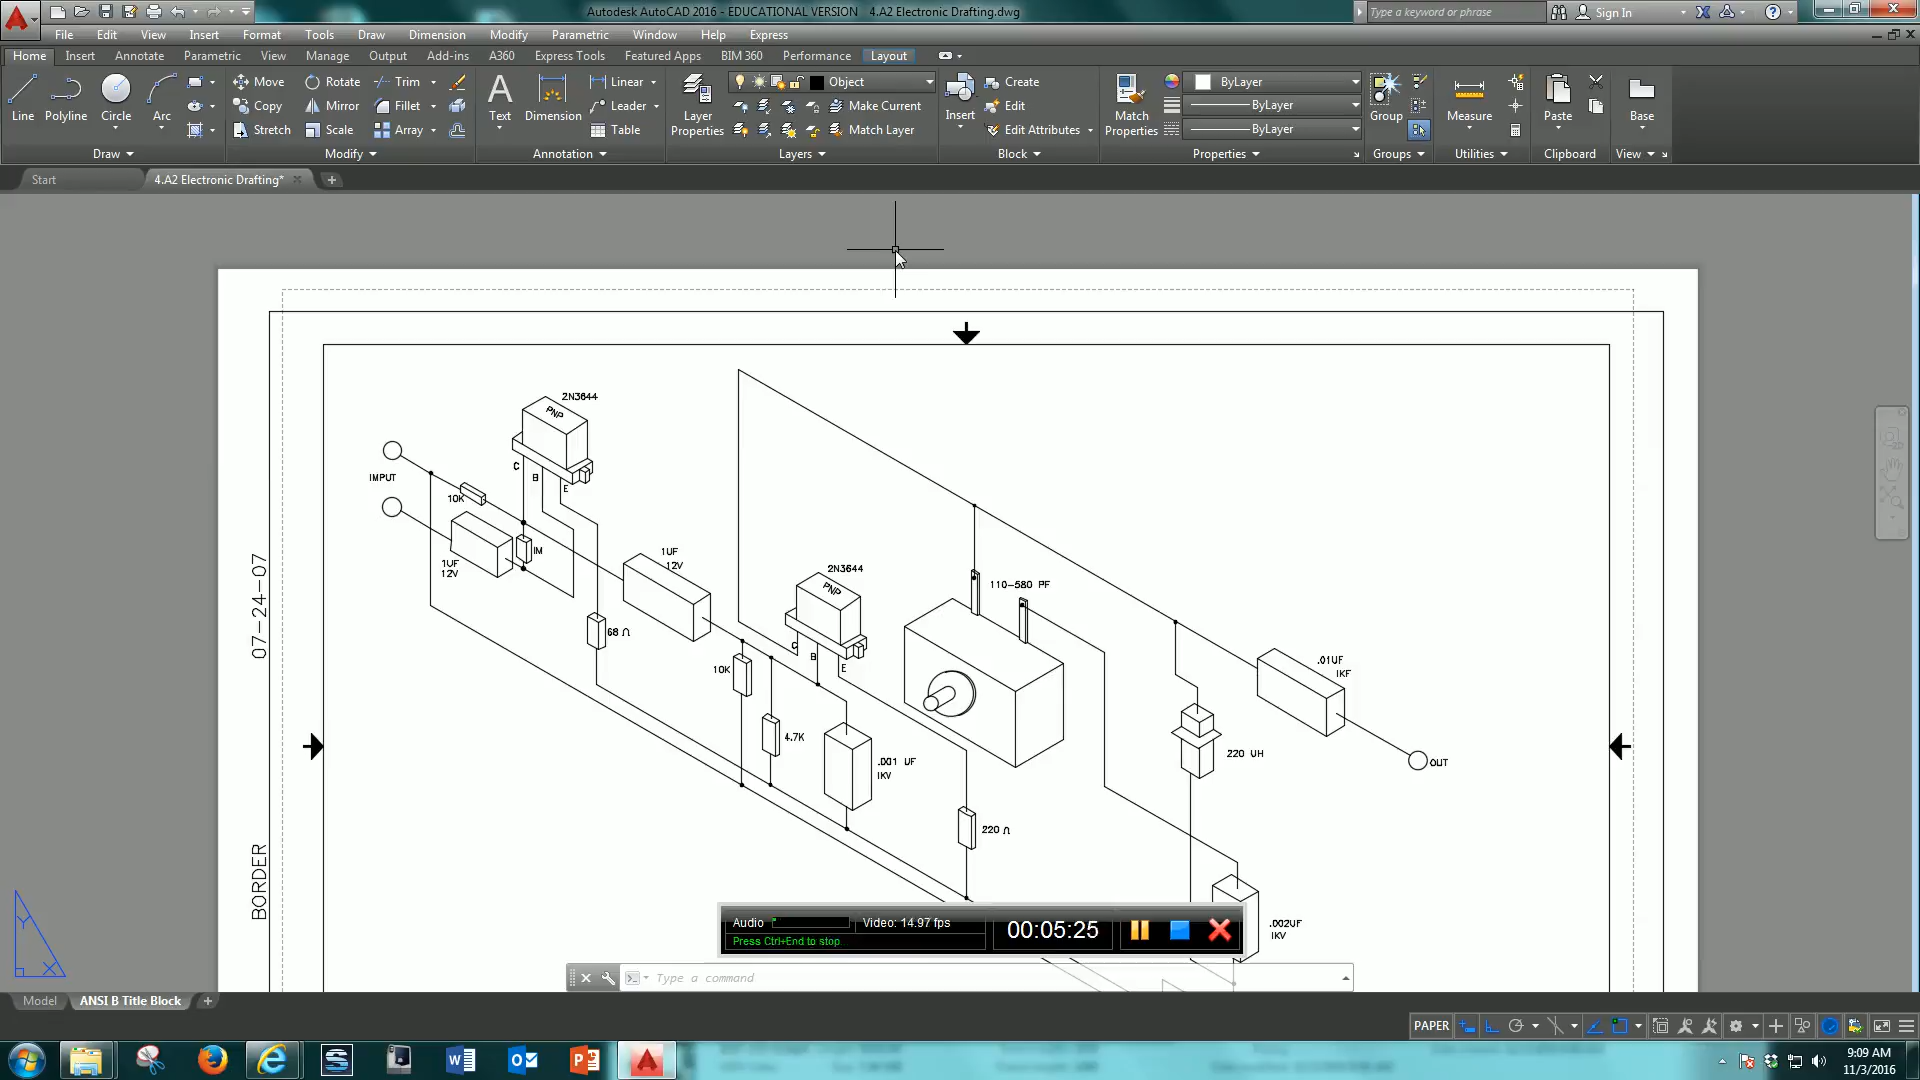 Autodesk AutoCAD 2016 - EDUCATIONAL VERSION    4.A2 Electronic Drafting.dwg
Type a keyword or phrase
Sign In
File Edit View Insert Format Tools Draw Dimension Modify Parametric Window Help Express
Home Insert Annotate Parametric View Manage Output Add-ins A360 Express Tools Featured Apps BIM 360 Performance Layout
Line Polyline Circle Arc
Move Rotate Trim
Copy Mirror Fillet
Stretch Scale Array
Text Dimension
Linear
Leader
Table
Layer
Properties
Object
Make Current
Match Layer
Insert
Create
Edit
Edit Attributes
Match
Properties
ByLayer
ByLayer
ByLayer
Group
Measure
Paste
Base
Draw Modify Annotation Layers Block Properties Groups Utilities Clipboard View
Start
4.A2 Electronic Drafting*
2N3644
PNP
C
B
E
IMPUT
10K
1UF
12V
IM
1UF
12V
68 Ω
2N3644
PNP
C
B
E
110-580 PF
10K
4.7K
.001 UF
IKV
220 Ω
.01UF
IKF
220 UH
OUT
.002UF
IKV
07-24-07
BORDER
Audio
Video: 14.97 fps
Press Ctrl+End to stop.
00:05:25
Type a command
Y
X
Model
ANSI B Title Block
PAPER
9:09 AM
11/3/2016